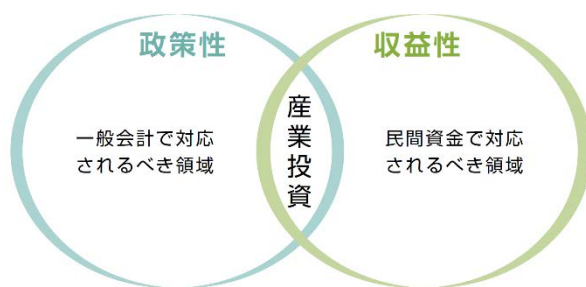 政策性
収益性
一般会計で対応
されるべき領域
産業投資
民間資金で対応
されるべき領域